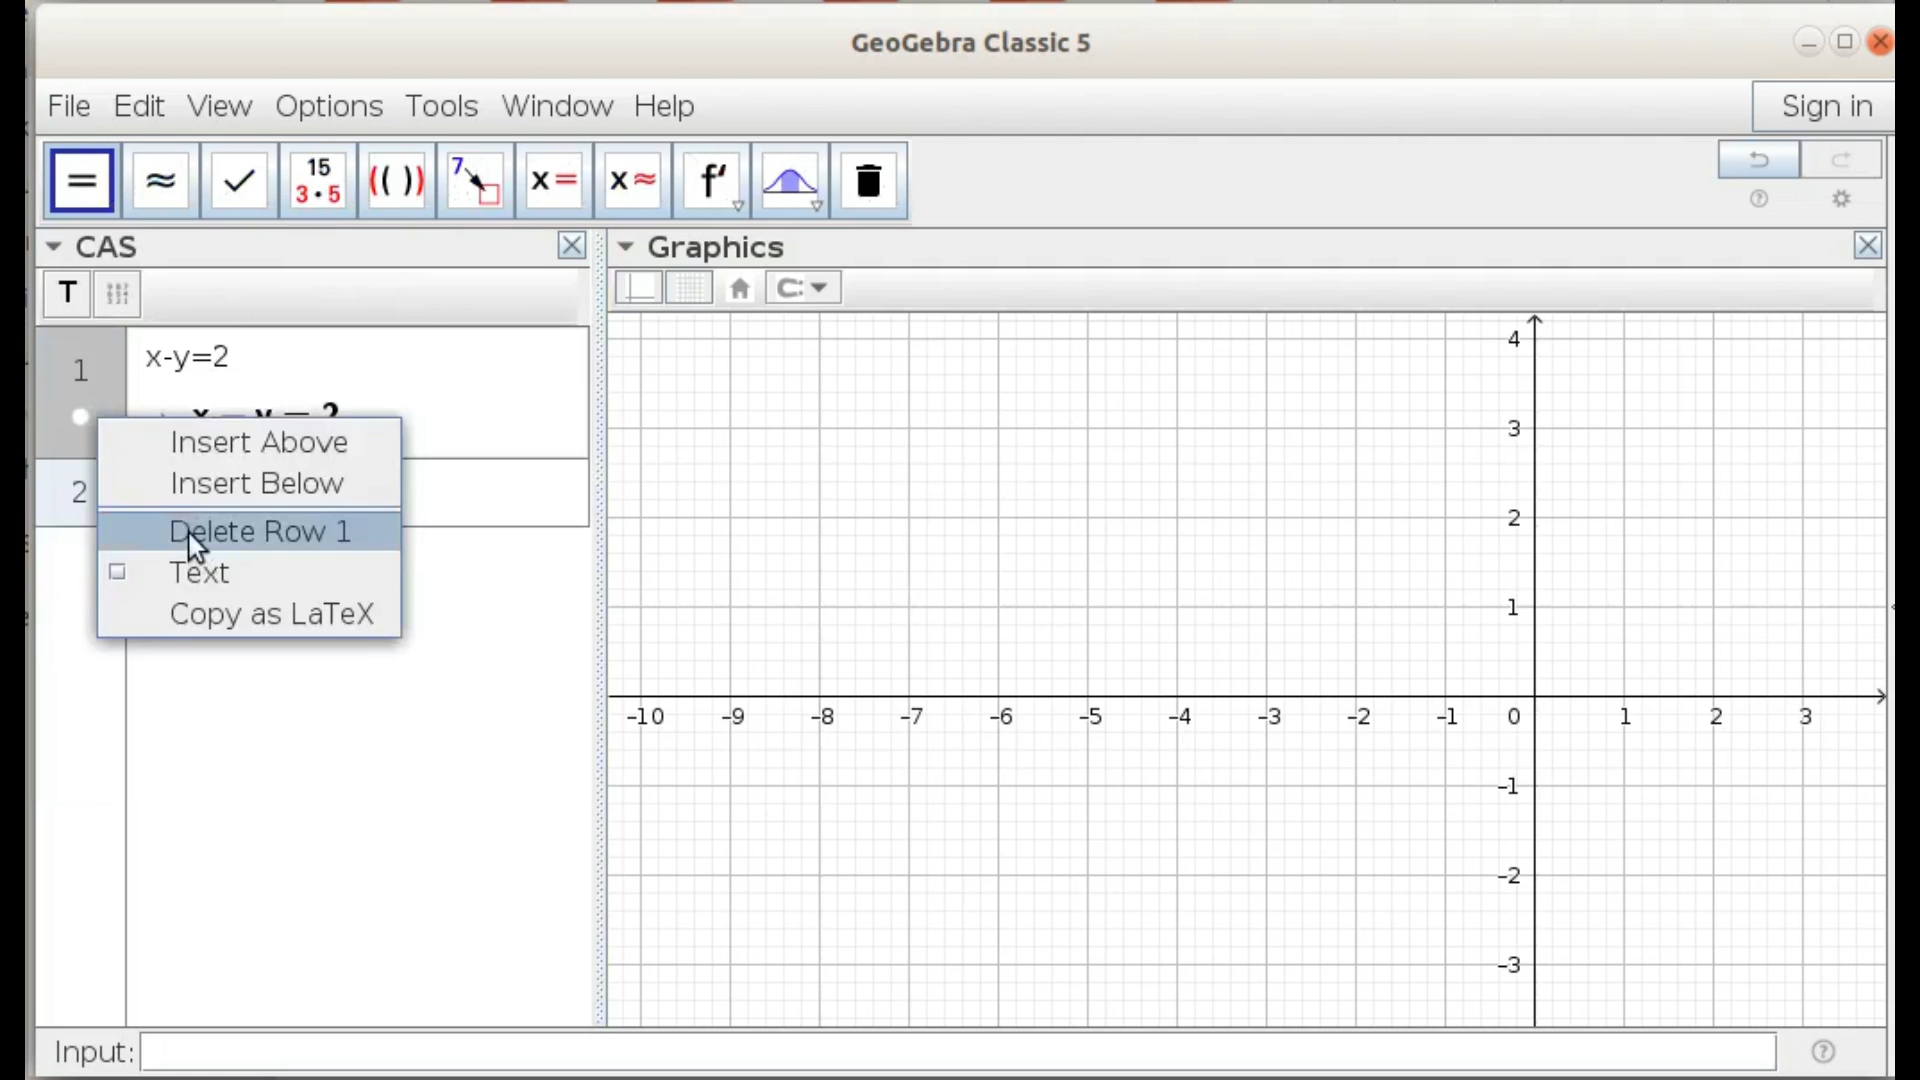 GeoGebra Classic 5
File Edit View Options Tools Window Help
Sign in
= ≈ ✓ 15 3·5 (( )) 7 x = x ≈ f'
CAS
Graphics
T
1
x-y=2
x - y = 2
Insert Above
Insert Below
2
Delete Row 1
Text
Copy as LaTeX
4
3
2
1
-10 -9 -8 -7 -6 -5 -4 -3 -2 -1 0 1 2 3
-1
-2
-3
Input: